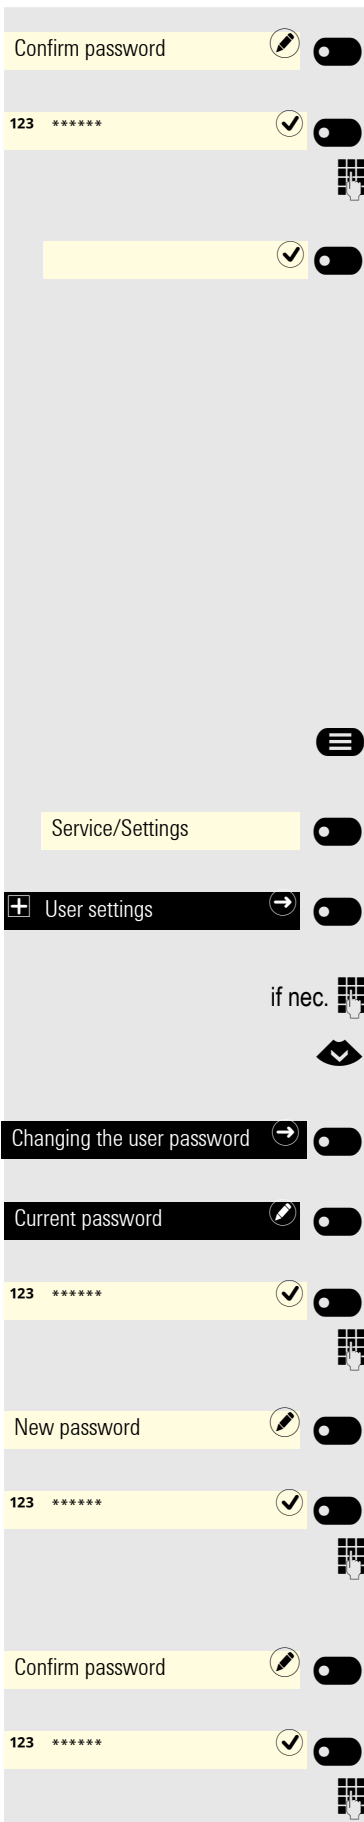 Confirm password
123 ******
Service/Settings
User settings
if nec.
Changing the user password
Current password
123 ******
New password
123 ******
Confirm password
123 ******